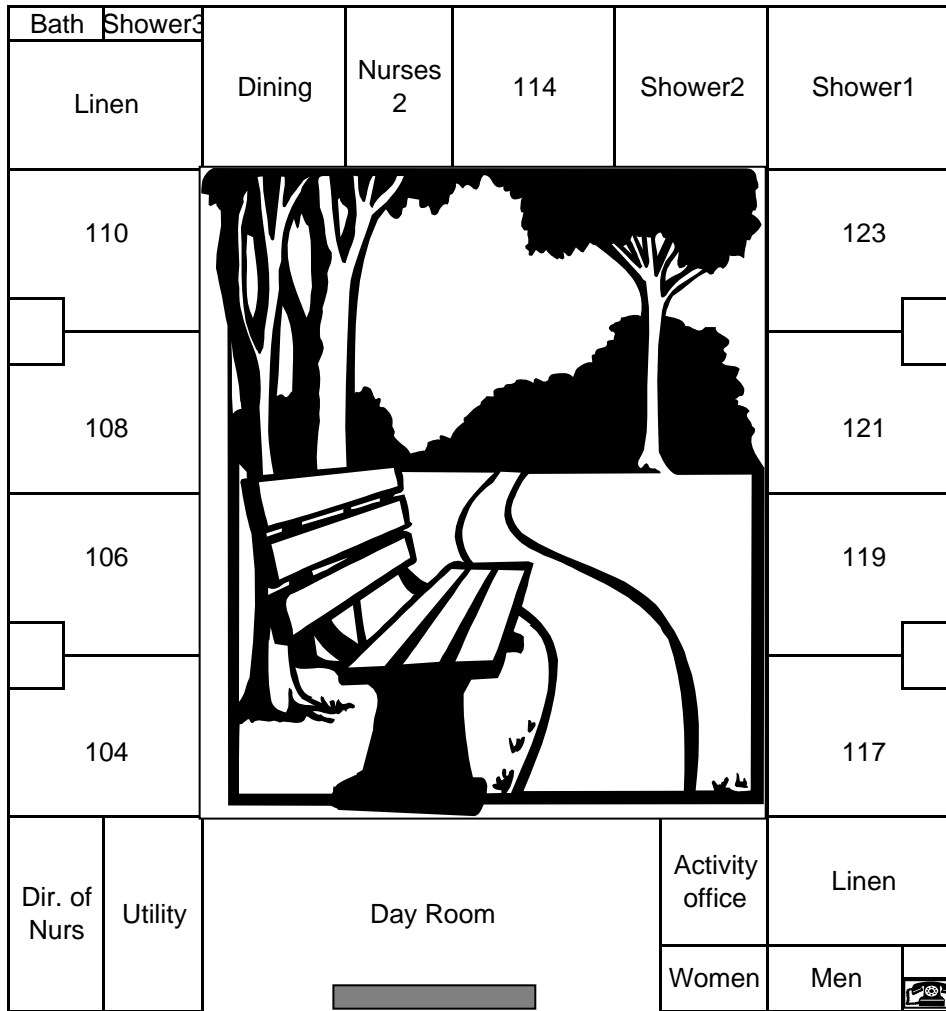 Bath Shower3
Linen
Dining
Nurses
2
114
Shower2
Shower1
110
123
108
121
106
119
104
117
Dir. of
Nurs
Utility
Day Room
Activity
office
Linen
Women
Men